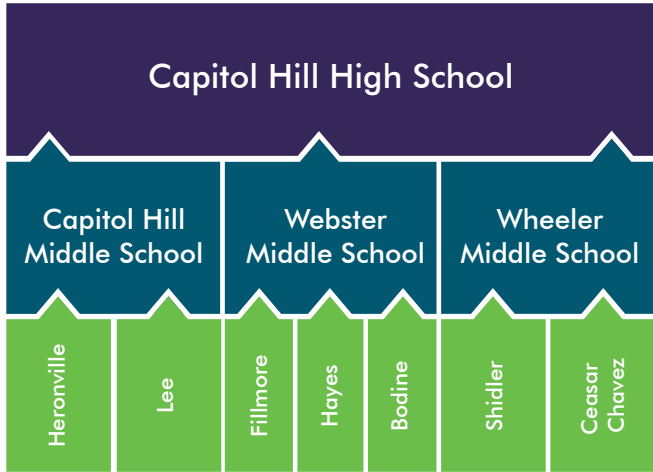 Capitol Hill High School
Capitol Hill
Middle School
Webster
Middle School
Wheeler
Middle School
Heronville
Lee
Fillmore
Hayes
Bodine
Shidler
Ceasar
Chavez